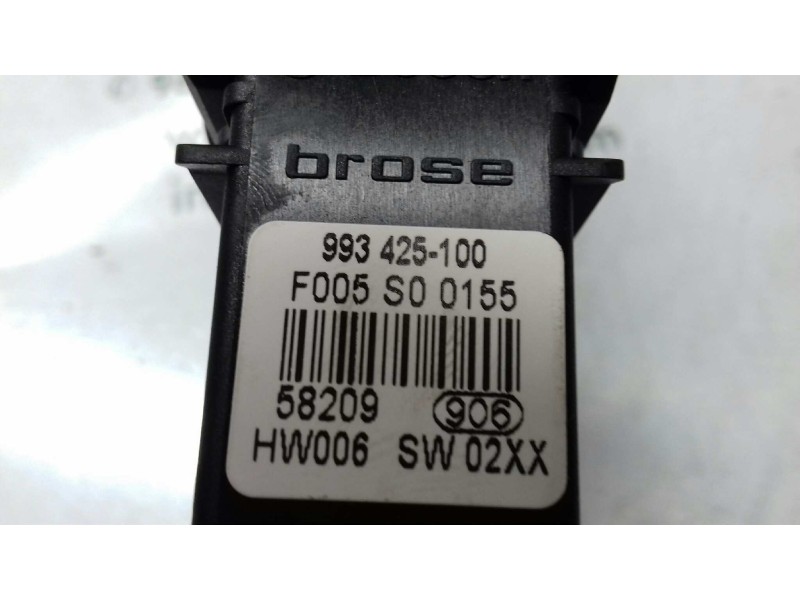 brose
993 425-100
F005 S0 0155
58209 906
HW006 SW 02XX